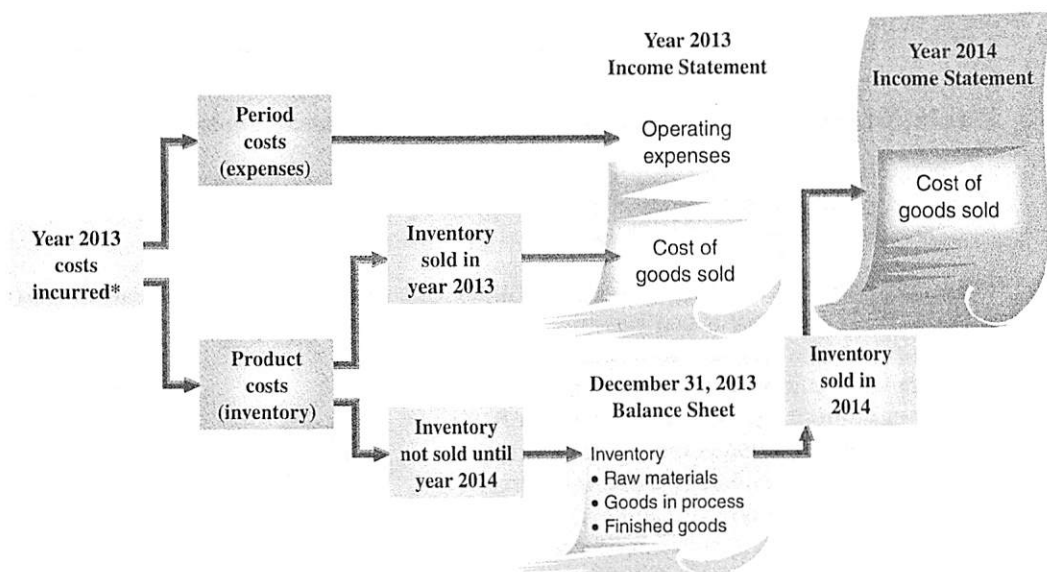 Year 2013
Income Statement
Year 2014
Income Statement
Period
costs
(expenses)
Operating
expenses
Cost of
goods sold
Year 2013
costs
incurred*
Inventory
sold in
year 2013
Cost of
goods sold
Product
costs
(inventory)
Inventory
not sold until
year 2014
December 31, 2013
Balance Sheet
Inventory
• Raw materials
• Goods in process
• Finished goods
Inventory
sold in
2014